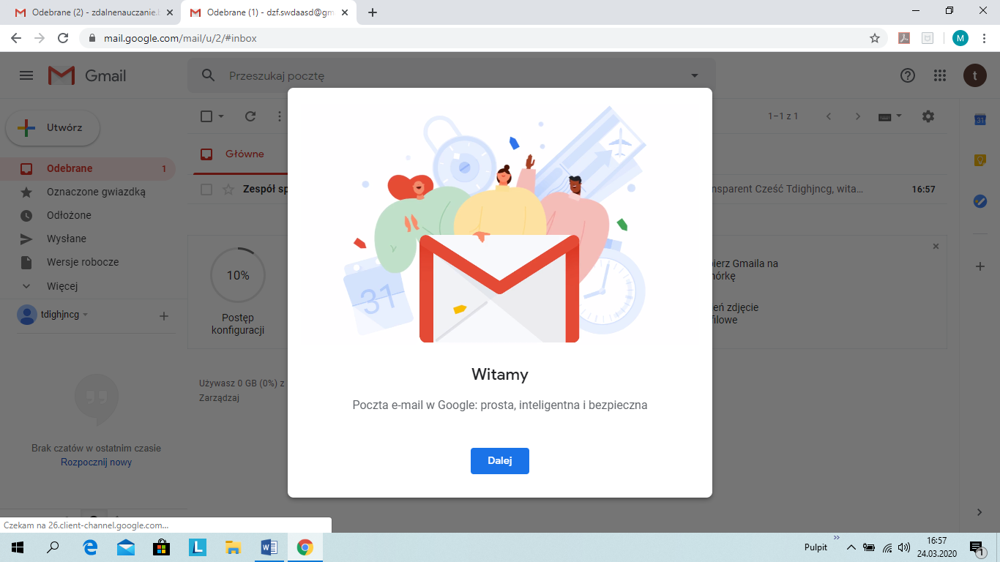 Odebrane (2) - zdalnenauczanie.
Odebrane (1) - dzf.swdaasd@gm
mail.google.com/mail/u/2/#inbox
M
Gmail
Przeszukaj pocztę
t
Utwórz
1–1 z 1
31
Odebrane 1
Główne
Oznaczone gwiazdką
Zespół sp
nsparent Cześć Tdighjncg, wita…
16:57
Odłożone
Wysłane
Wersje robocze
Więcej
10%
Postęp
konfiguracji
31
bierz Gmaila na
nórkę
eń zdjęcie
filowe
tdighjncg
Witamy
Poczta e-mail w Google: prosta, inteligentna i bezpieczna
Dalej
Używasz 0 GB (0%) z
Zarządzaj
Brak czatów w ostatnim czasie
Rozpocznij nowy
Czekam na 26.client-channel.google.com...
L
W
Pulpit
16:57
24.03.2020
1